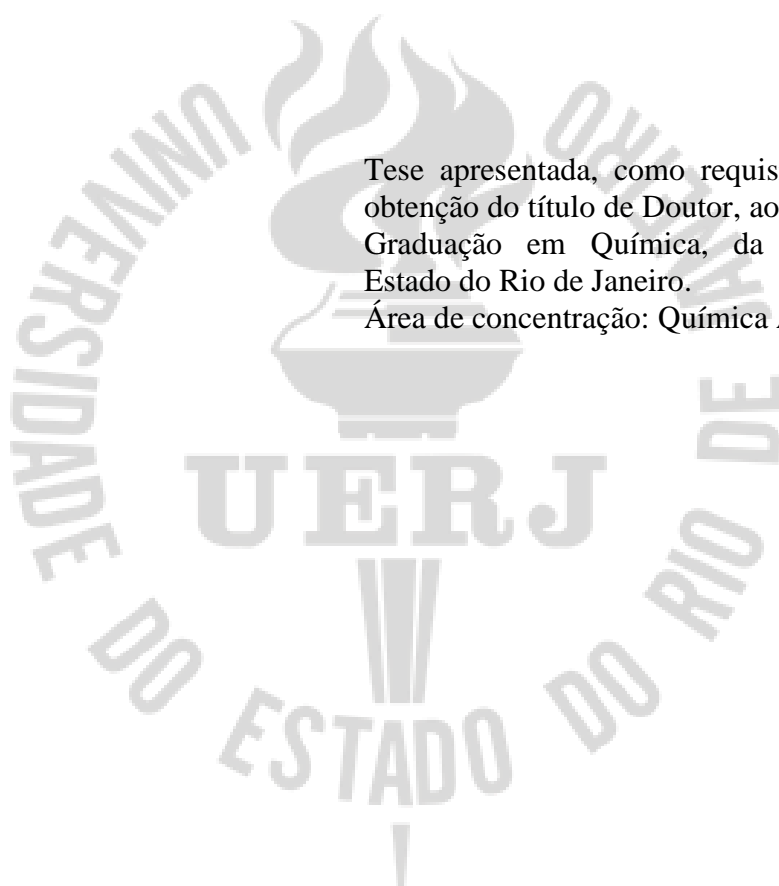 Tese apresentada, como requis
obtenção do título de Doutor, ao
Graduação em Química, da
Estado do Rio de Janeiro.
Área de concentração: Química
UNIVERSIDADE DO ESTADO DO RIO DE JANEIRO
UERJ